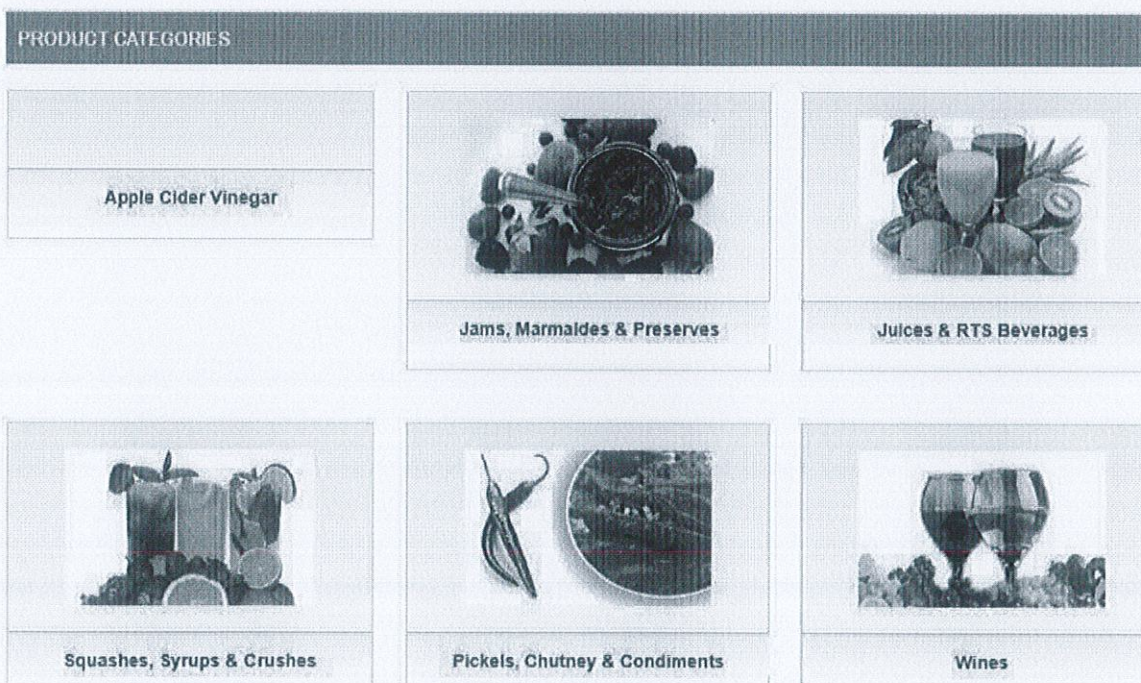 PRODUCT CATEGORIES
Apple Cider Vinegar
Jams, Marmaldes & Preserves
Juices & RTS Beverages
Squashes, Syrups & Crushes
Pickels, Chutney & Condiments
Wines